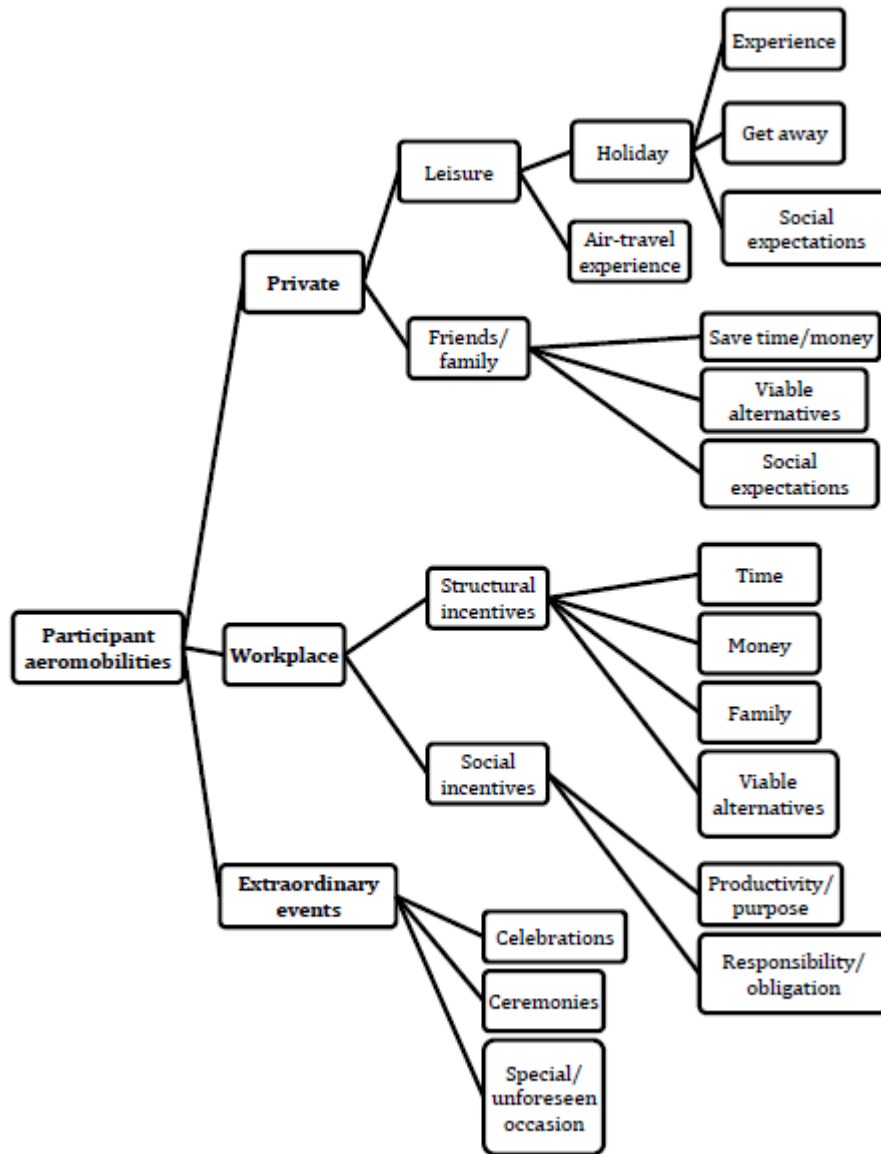 Experience
Get away
Holiday
Leisure
Social
expectations
Air-travel
experience
Private
Friends/
family
Save time/money
Viable
alternatives
Social
expectations
Structural
incentives
Time
Participant
aeromobilities
Workplace
Money
Family
Social
incentives
Viable
alternatives
Extraordinary
events
Productivity/
purpose
Celebrations
Responsibility/
obligation
Ceremonies
Special/
unforeseen
occasion